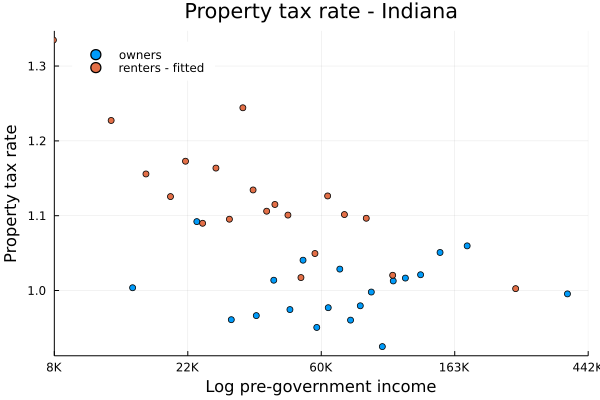 Property tax rate - Indiana
owners
renters - fitted
Property tax rate
1.3
1.2
1.1
1.0
8K
22K
60K
163K
442K
Log pre-government income